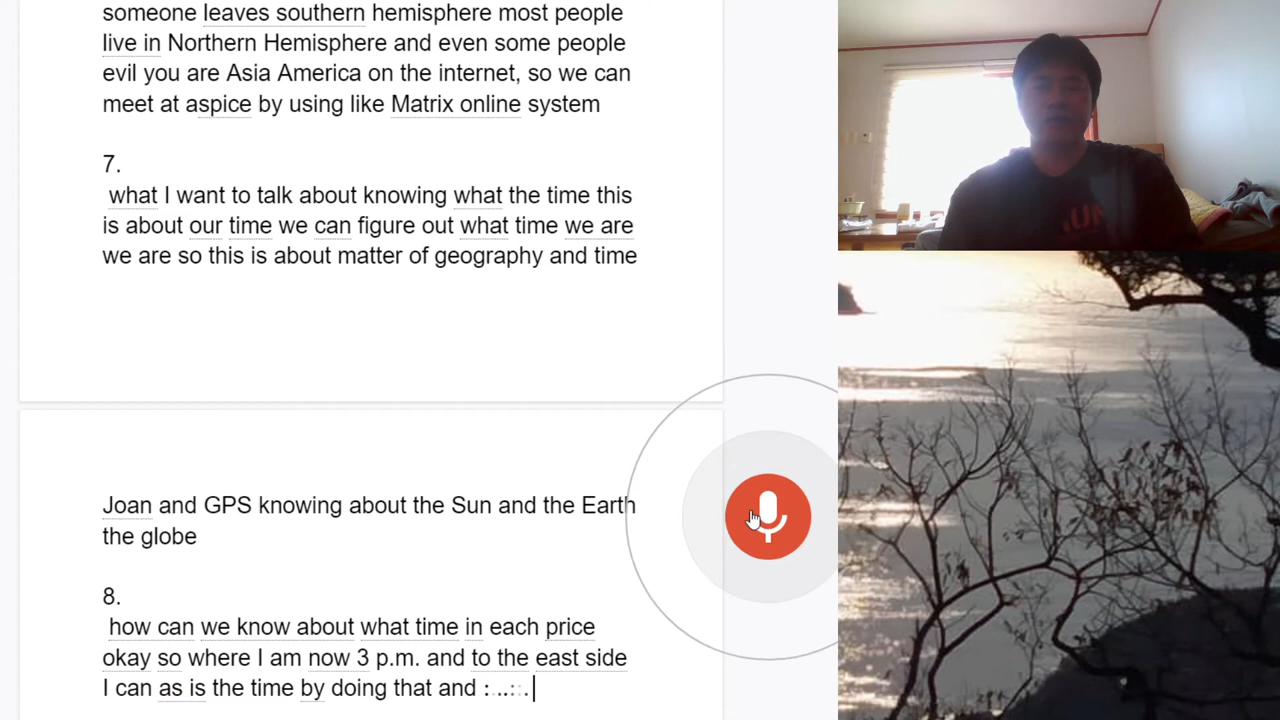 someone leaves southern hemisphere most people
live in Northern Hemisphere and even some people
evil you are Asia America on the internet, so we can
meet at aspice by using like Matrix online system
7.
what I want to talk about knowing what the time this
is about our time we can figure out what time we are
we are so this is about matter of geography and time
Joan and GPS knowing about the Sun and the Earth
the globe
8.
how can we know about what time in each price
okay so where I am now 3 p.m. and to the east side
I can as is the time by doing that and :...::.